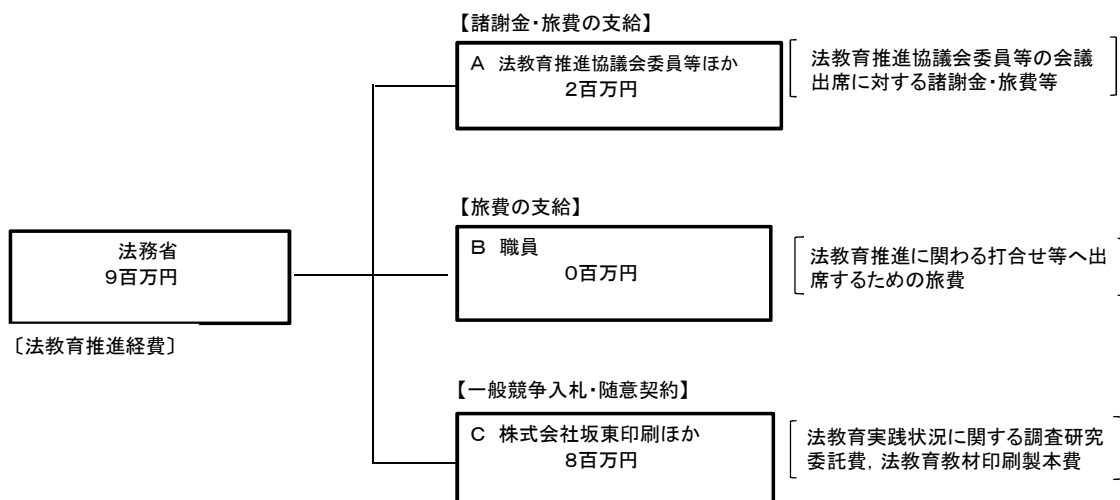 【諸謝金・旅費の支給】
A 法教育推進協議会委員等ほか
2百万円
法教育推進協議会委員等の会議
出席に対する諸謝金・旅費等
【旅費の支給】
B 職員
0百万円
法教育推進に関わる打合せ等へ出
席するための旅費
法務省
9百万円
〔法教育推進経費〕
【一般競争入札・随意契約】
C 株式会社坂東印刷ほか
8百万円
法教育実践状況に関する調査研究
委託費，法教育教材印刷製本費